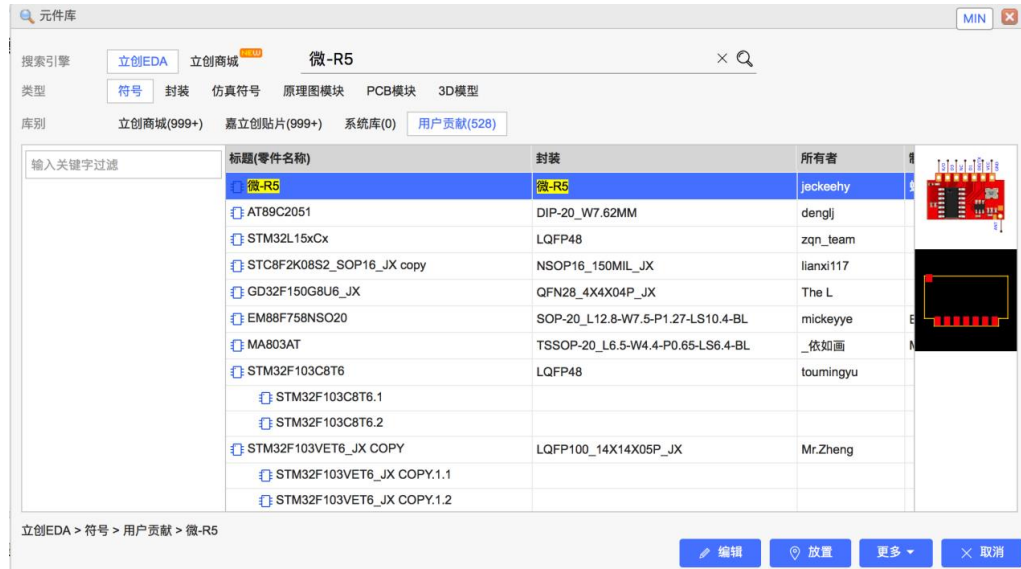 元件库 MIN
搜索引擎 立创EDA 立创商城 NEW 微-R5
类型 符号 封装 仿真符号 原理图模块 PCB模块 3D模型
库别 立创商城(999+) 嘉立创贴片(999+) 系统库(0) 用户贡献(528)
输入关键字过滤
标题(零件名称) 封装 所有者
微-R5 微-R5 jeckeehy
AT89C2051 DIP-20_W7.62MM denglj
STM32L15xCx LQFP48 zqn_team
STC8F2K08S2_SOP16_JX copy NSOP16_150MIL_JX lianxi117
GD32F150G8U6_JX QFN28_4X4X04P_JX The L
EM88F758NSO20 SOP-20_L12.8-W7.5-P1.27-LS10.4-BL mickeyye
MA803AT TSSOP-20_L6.5-W4.4-P0.65-LS6.4-BL _依如画
STM32F103C8T6 LQFP48 toumingyu
STM32F103C8T6.1
STM32F103C8T6.2
STM32F103VET6_JX COPY LQFP100_14X14X05P_JX Mr.Zheng
STM32F103VET6_JX COPY.1.1
STM32F103VET6_JX COPY.1.2
立创EDA > 符号 > 用户贡献 > 微-R5
编辑 放置 更多 取消